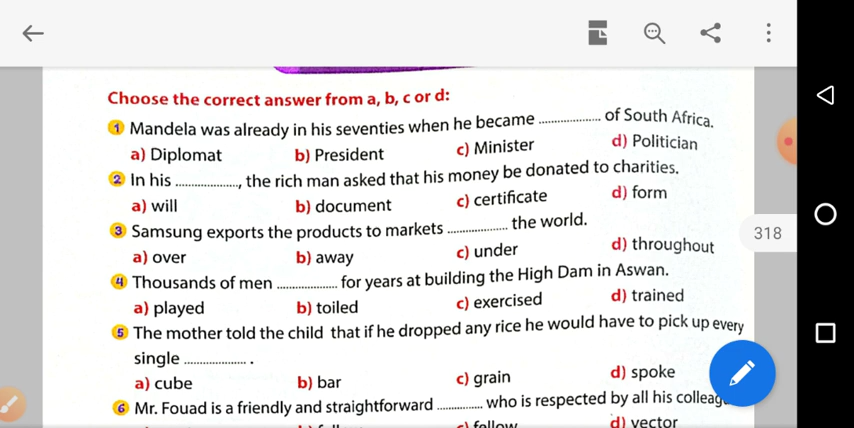 Choose the correct answer from a, b, c or d:
1 Mandela was already in his seventies when he became .................. of South Africa.
a) Diplomat b) President c) Minister d) Politician
2 In his .................., the rich man asked that his money be donated to charities.
a) will b) document c) certificate d) form
3 Samsung exports the products to markets .................. the world.
a) over b) away c) under d) throughout
318
4 Thousands of men .................. for years at building the High Dam in Aswan.
a) played b) toiled c) exercised d) trained
5 The mother told the child that if he dropped any rice he would have to pick up every
single .................. .
a) cube b) bar c) grain d) spoke
6 Mr. Fouad is a friendly and straightforward ............. who is respected by all his
c) fellow d) vector